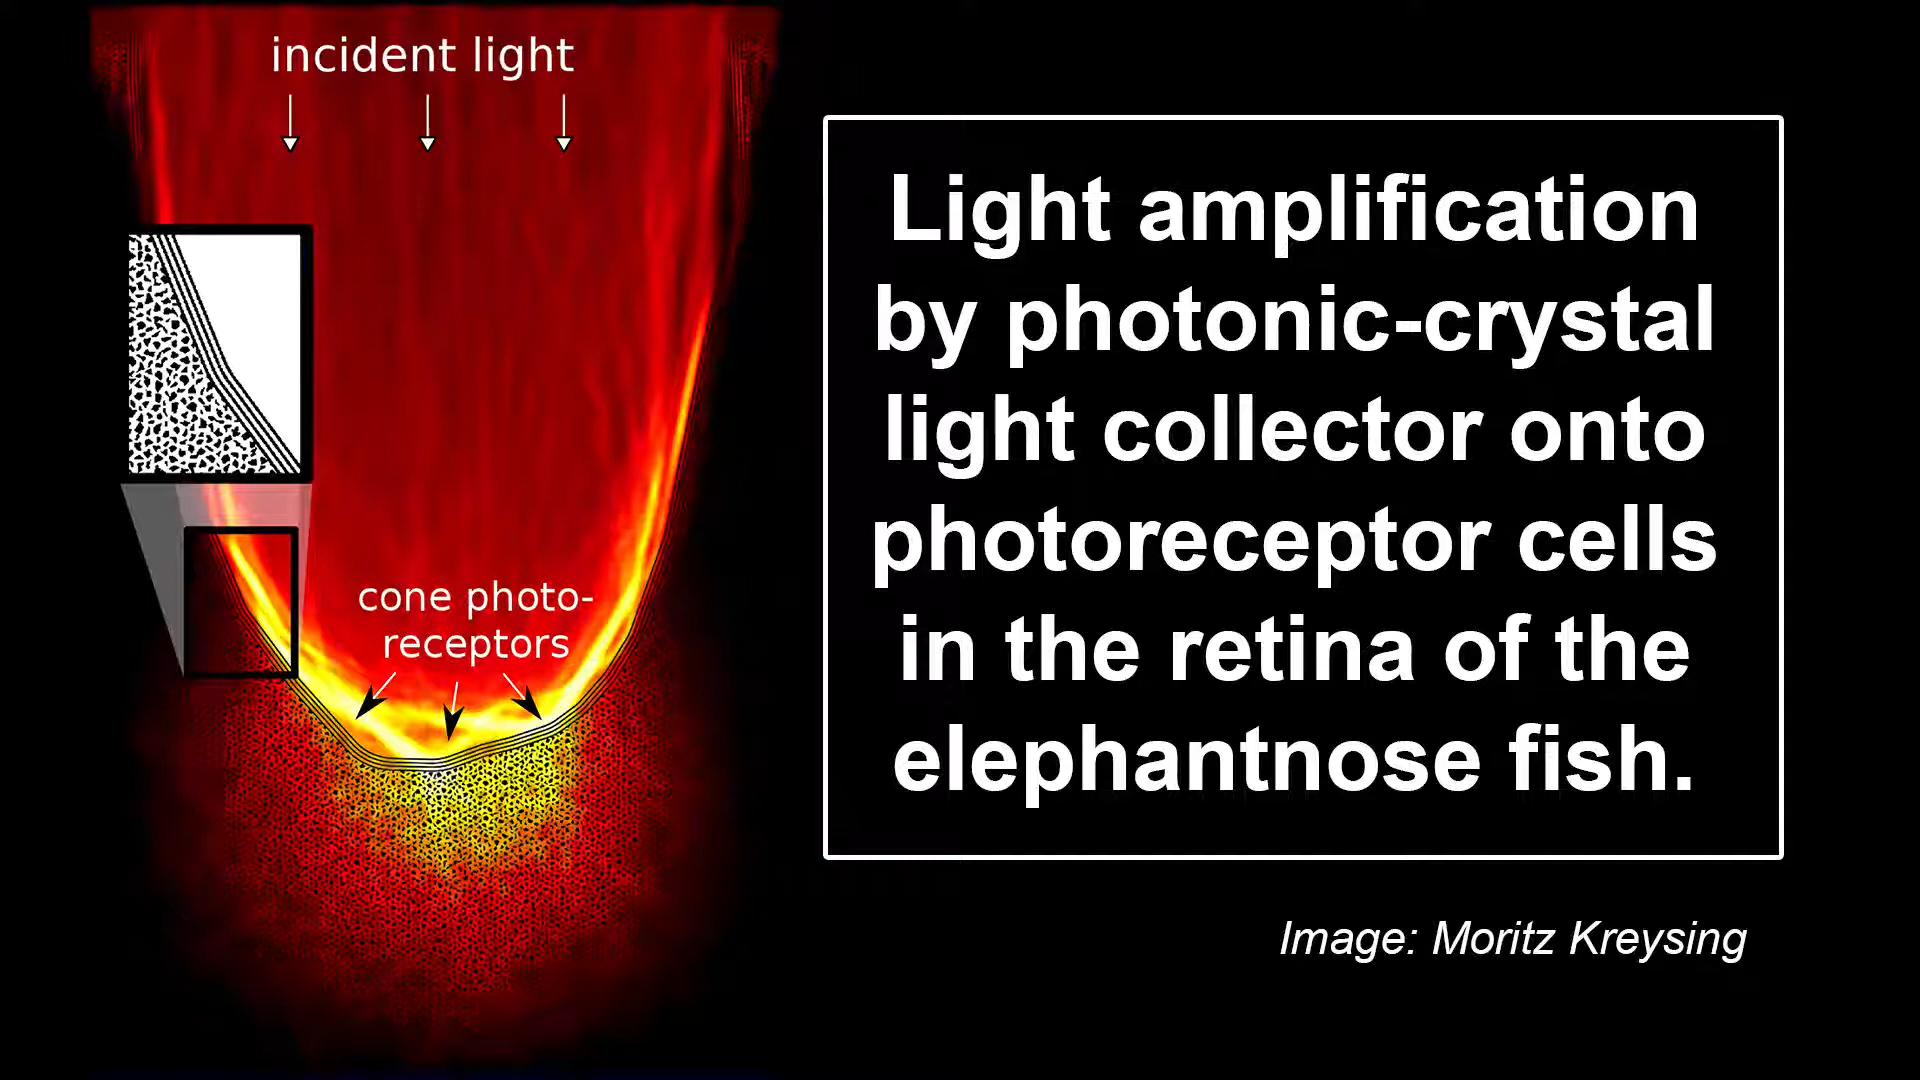 incident light
cone photo-
receptors
Light amplification
by photonic-crystal
light collector onto
photoreceptor cells
in the retina of the
elephantnose fish.
Image: Moritz Kreysing